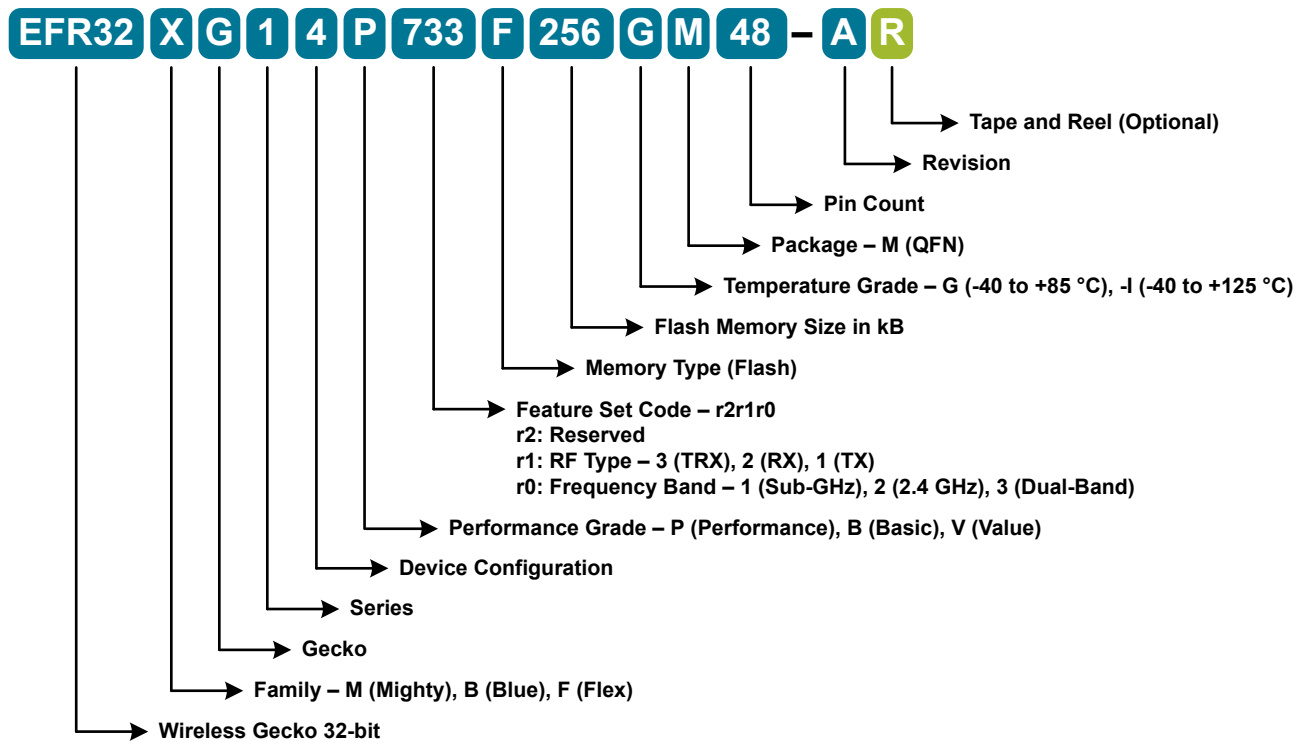 EFR32 X G 1 4 P 733 F 256 G M 48 – A R
Tape and Reel (Optional)
Revision
Pin Count
Package – M (QFN)
Temperature Grade – G (-40 to +85 °C), -I (-40 to +125 °C)
Flash Memory Size in kB
Memory Type (Flash)
Feature Set Code – r2r1r0
r2: Reserved
r1: RF Type – 3 (TRX), 2 (RX), 1 (TX)
r0: Frequency Band – 1 (Sub-GHz), 2 (2.4 GHz), 3 (Dual-Band)
Performance Grade – P (Performance), B (Basic), V (Value)
Device Configuration
Series
Gecko
Family – M (Mighty), B (Blue), F (Flex)
Wireless Gecko 32-bit